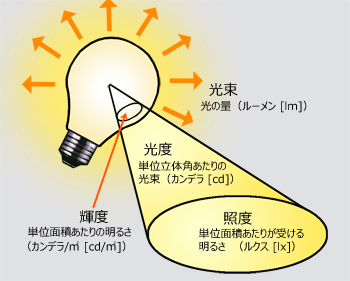 光束
光の量（ルーメン [lm]）
光度
単位立体角あたりの
光束（カンデラ [cd]）
輝度
単位面積あたりの明るさ
（カンデラ/㎡ [cd/㎡]）
照度
単位面積あたりが受ける
明るさ （ルクス [lx]）